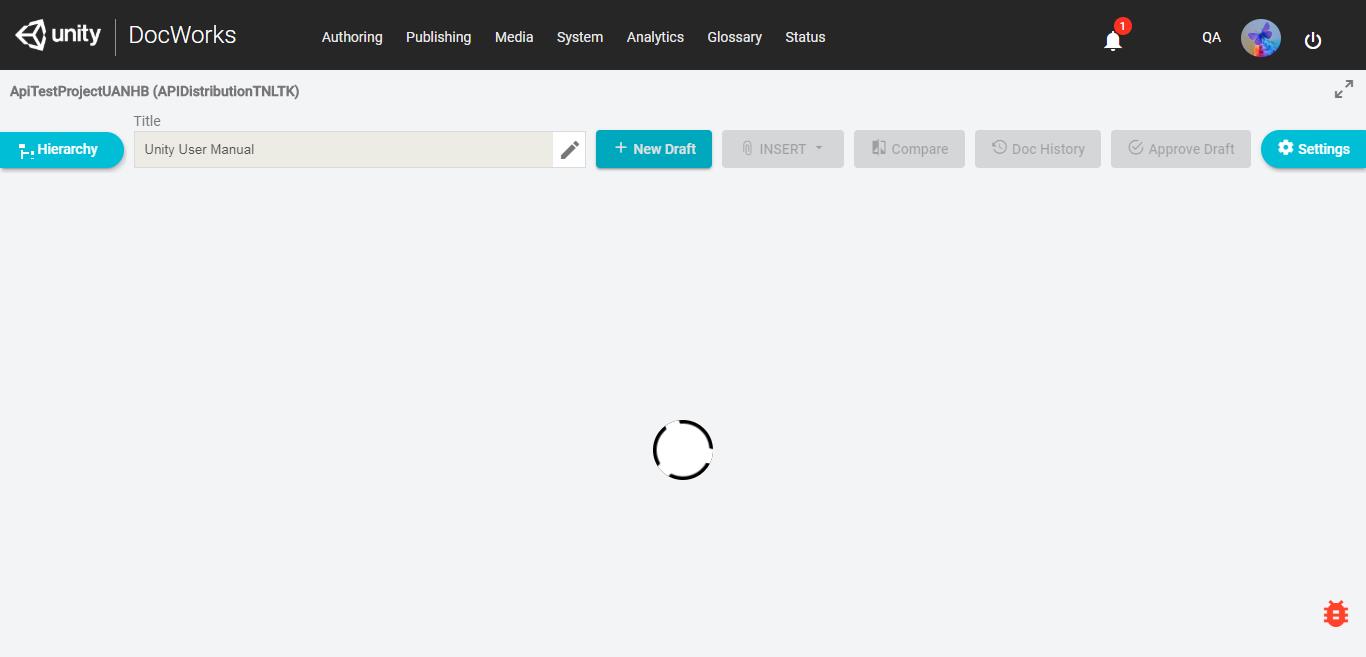 unity DocWorks Authoring Publishing Media System Analytics Glossary Status 1 QA
ApiTestProjectUANHB (APIDistributionTNLTK)
Title
Hierarchy Unity User Manual + New Draft INSERT Compare Doc History Approve Draft Settings